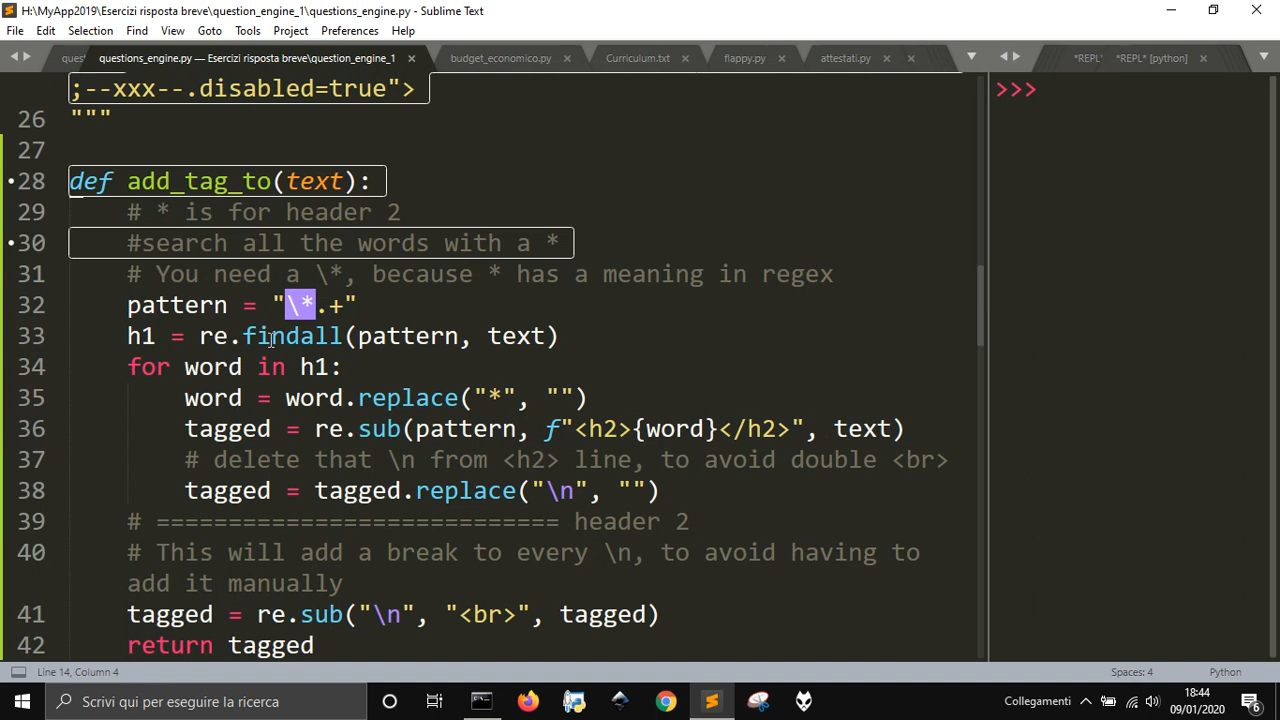 H:\MyApp2019\Esercizi risposta breve\question_engine_1\questions_engine.py - Sublime Text
File Edit Selection Find View Goto Tools Project Preferences Help
ques questions_engine.py — Esercizi risposta breve\question_engine_1 × budget_economico.py × Curriculum.txt × flappy.py × attestati.py × × *REPL* *REPL* [python] ×
;--xxx--.disabled=true">
>>>
26 """
27
28 def add_tag_to(text):
29 # * is for header 2
30 #search all the words with a *
31 # You need a \*, because * has a meaning in regex
32 pattern = "\*.+"
33 h1 = re.findall(pattern, text)
34 for word in h1:
35 word = word.replace("*", "")
36 tagged = re.sub(pattern, f"<h2>{word}</h2>", text)
37 # delete that \n from <h2> line, to avoid double <br>
38 tagged = tagged.replace("\n", "")
39 # ============================ header 2
40 # This will add a break to every \n, to avoid having to
add it manually
41 tagged = re.sub("\n", "<br>", tagged)
42 return tagged
Line 14, Column 4 Spaces: 4 Python
Scrivi qui per eseguire la ricerca Collegamenti 18:44
09/01/2020 6